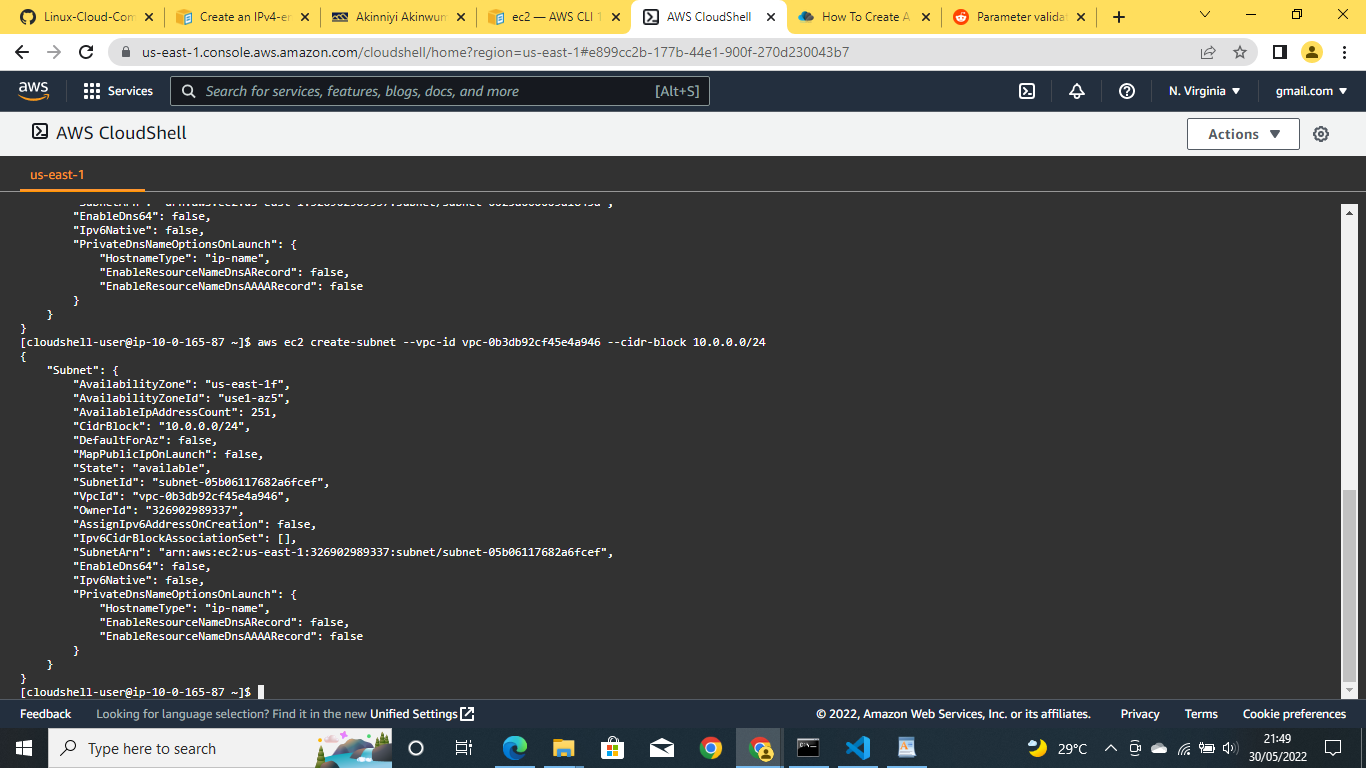 Linux-Cloud-Com
Create an IPv4-en
Akinniyi Akinwum
ec2 — AWS CLI 1
AWS CloudShell
How To Create A
Parameter validat
us-east-1.console.aws.amazon.com/cloudshell/home?region=us-east-1#e899cc2b-177b-44e1-900f-270d230043b7
aws
Services
Search for services, features, blogs, docs, and more
[Alt+S]
N. Virginia
gmail.com
AWS CloudShell
Actions
us-east-1
"EnableDns64": false,
"Ipv6Native": false,
"PrivateDnsNameOptionsOnLaunch": {
"HostnameType": "ip-name",
"EnableResourceNameDnsARecord": false,
"EnableResourceNameDnsAAAARecord": false
}
}
}
[cloudshell-user@ip-10-0-165-87 ~]$ aws ec2 create-subnet --vpc-id vpc-0b3db92cf45e4a946 --cidr-block 10.0.0.0/24
{
"Subnet": {
"AvailabilityZone": "us-east-1f",
"AvailabilityZoneId": "use1-az5",
"AvailableIpAddressCount": 251,
"CidrBlock": "10.0.0.0/24",
"DefaultForAz": false,
"MapPublicIpOnLaunch": false,
"State": "available",
"SubnetId": "subnet-05b06117682a6fcef",
"VpcId": "vpc-0b3db92cf45e4a946",
"OwnerId": "326902989337",
"AssignIpv6AddressOnCreation": false,
"Ipv6CidrBlockAssociationSet": [],
"SubnetArn": "arn:aws:ec2:us-east-1:326902989337:subnet/subnet-05b06117682a6fcef",
"EnableDns64": false,
"Ipv6Native": false,
"PrivateDnsNameOptionsOnLaunch": {
"HostnameType": "ip-name",
"EnableResourceNameDnsARecord": false,
"EnableResourceNameDnsAAAARecord": false
}
}
}
[cloudshell-user@ip-10-0-165-87 ~]$
Feedback
Looking for language selection? Find it in the new Unified Settings
© 2022, Amazon Web Services, Inc. or its affiliates.
Privacy
Terms
Cookie preferences
Type here to search
29°C
21:49
30/05/2022